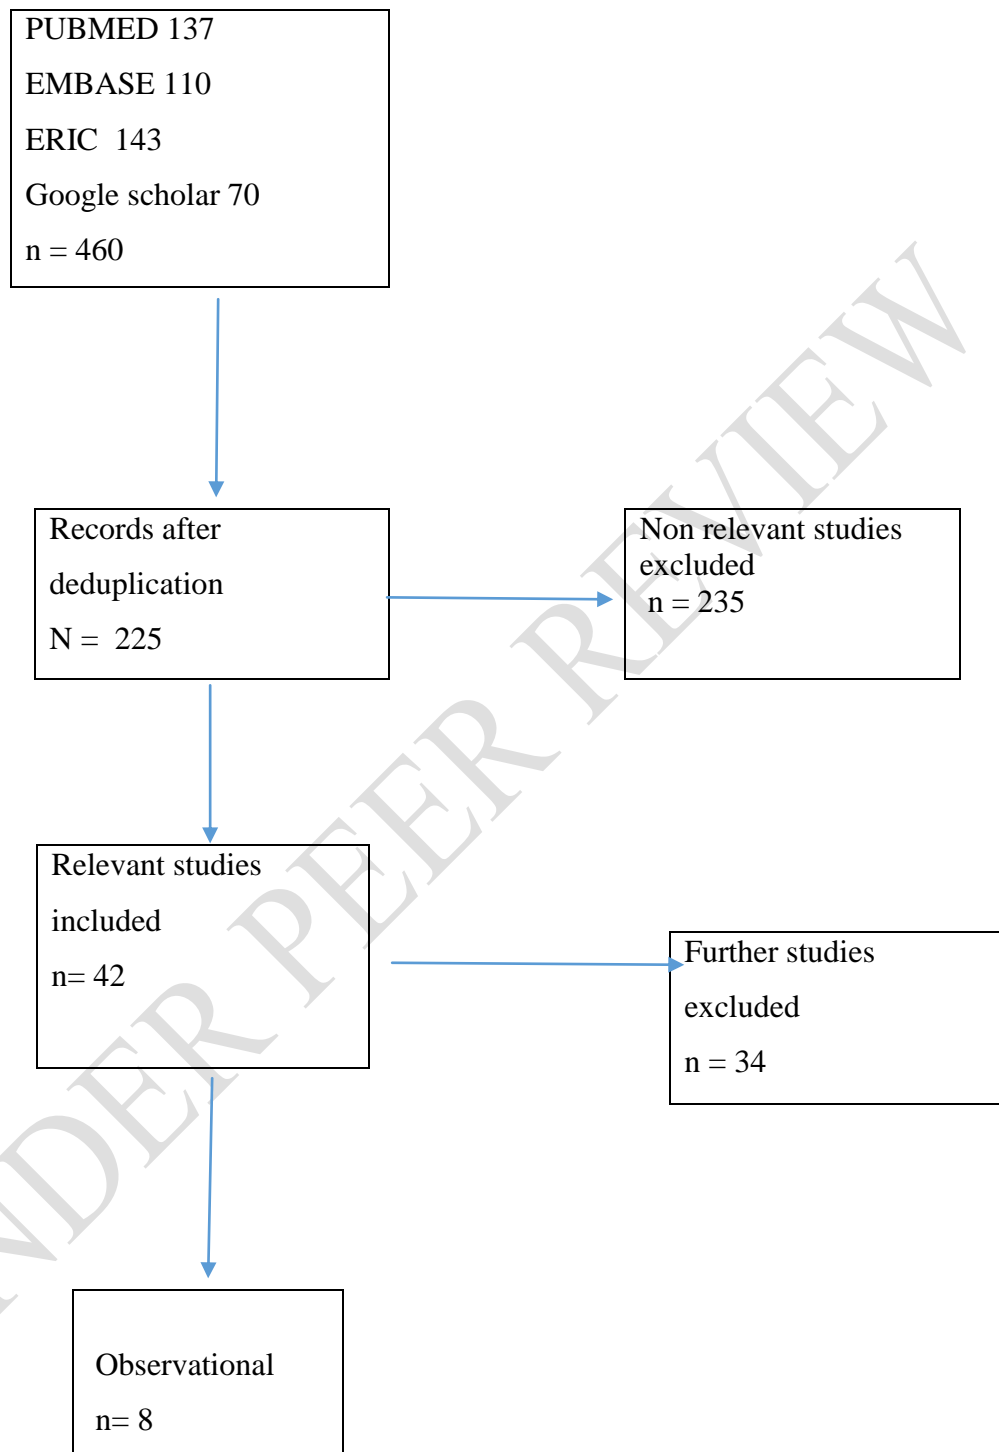 PUBMED 137
EMBASE 110
ERIC  143
Google scholar 70
n = 460
Records after
deduplication
N =  225
Non relevant studies
excluded
n = 235
Relevant studies
included
n= 42
Further studies
excluded
n = 34
Observational
n= 8
NDER PEER REVIEW